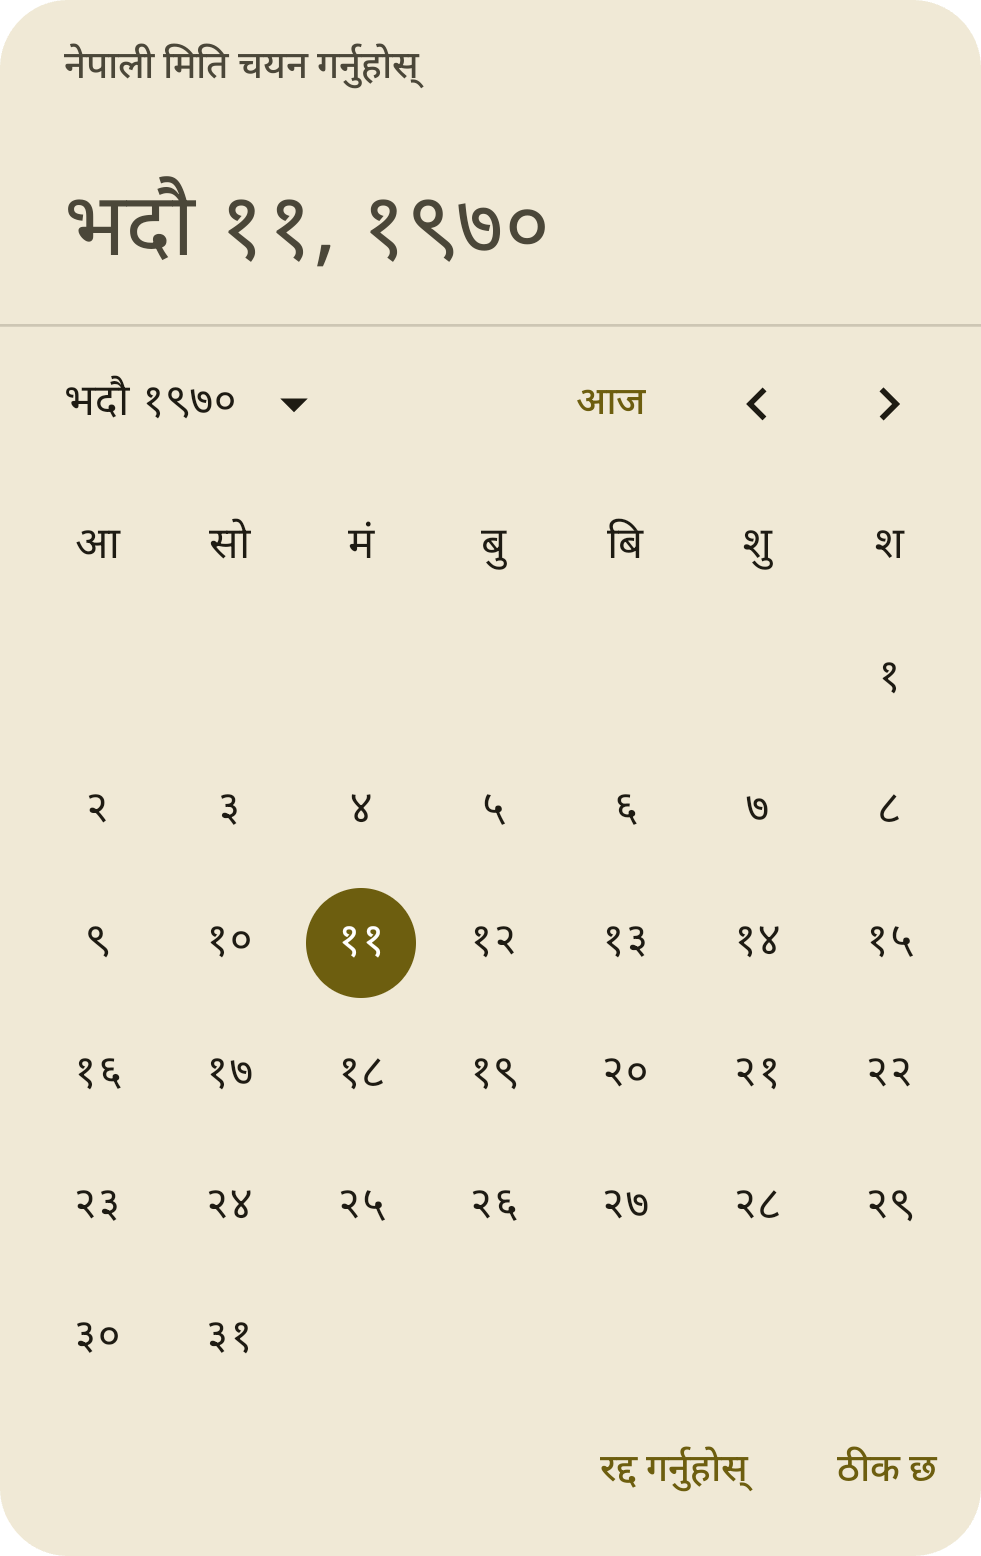 नेपाली मिति चयन गर्नुहोस्
भदौ ११, १९७०
भदौ १९७० आज
आ सो मं बु बि शु श
१
२ ३ ४ ५ ६ ७ ८
९ १० ११ १२ १३ १४ १५
१६ १७ १८ १९ २० २१ २२
२३ २४ २५ २६ २७ २८ २९
३० ३१
रद्द गर्नुहोस् ठीक छ